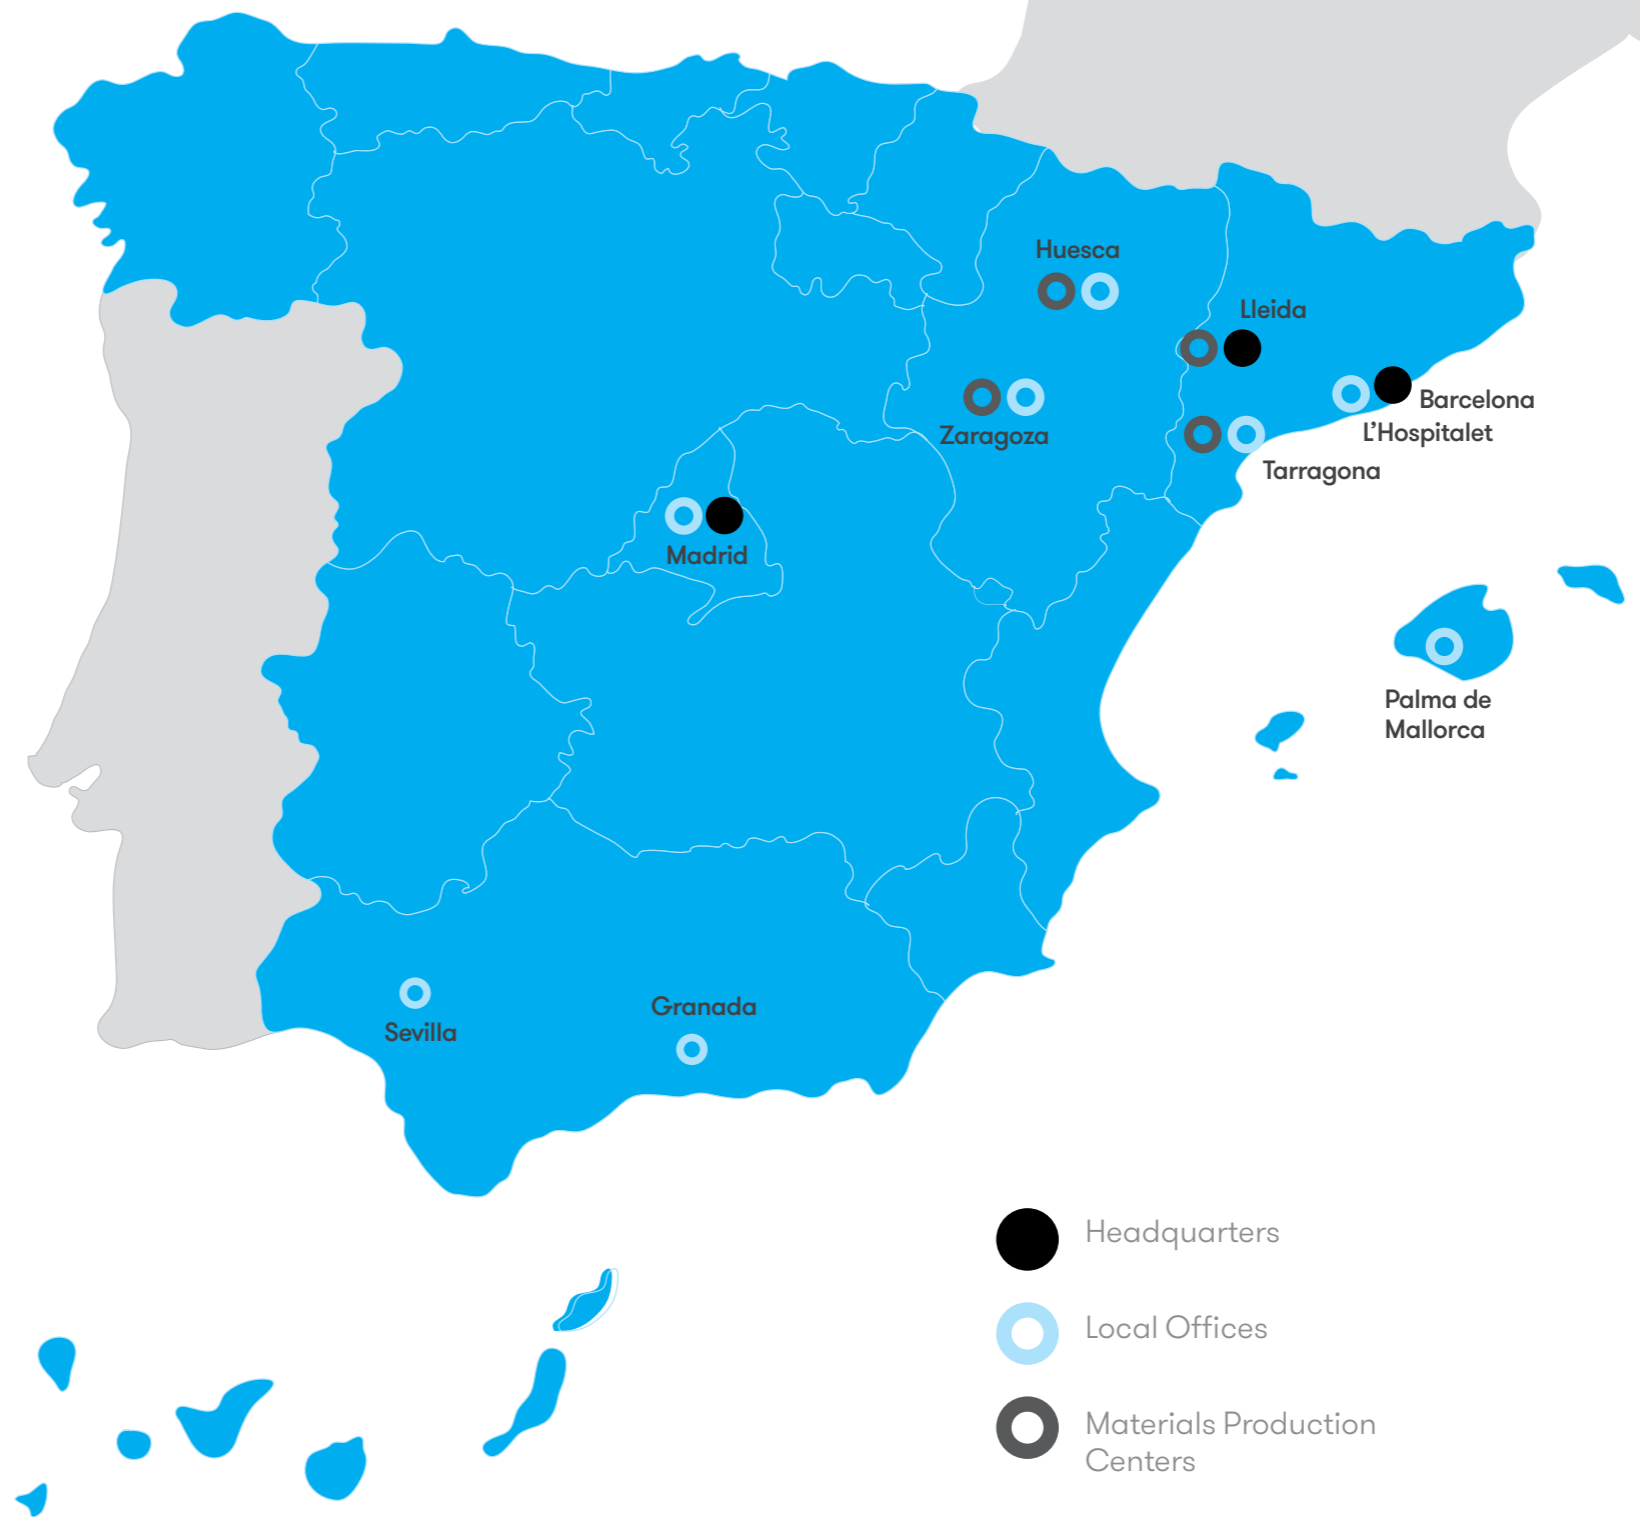 Huesca
Lleida
Barcelona
L'Hospitalet
Zaragoza
Tarragona
Madrid
Palma de
Mallorca
Sevilla
Granada
Headquarters
Local Offices
Materials Production
Centers